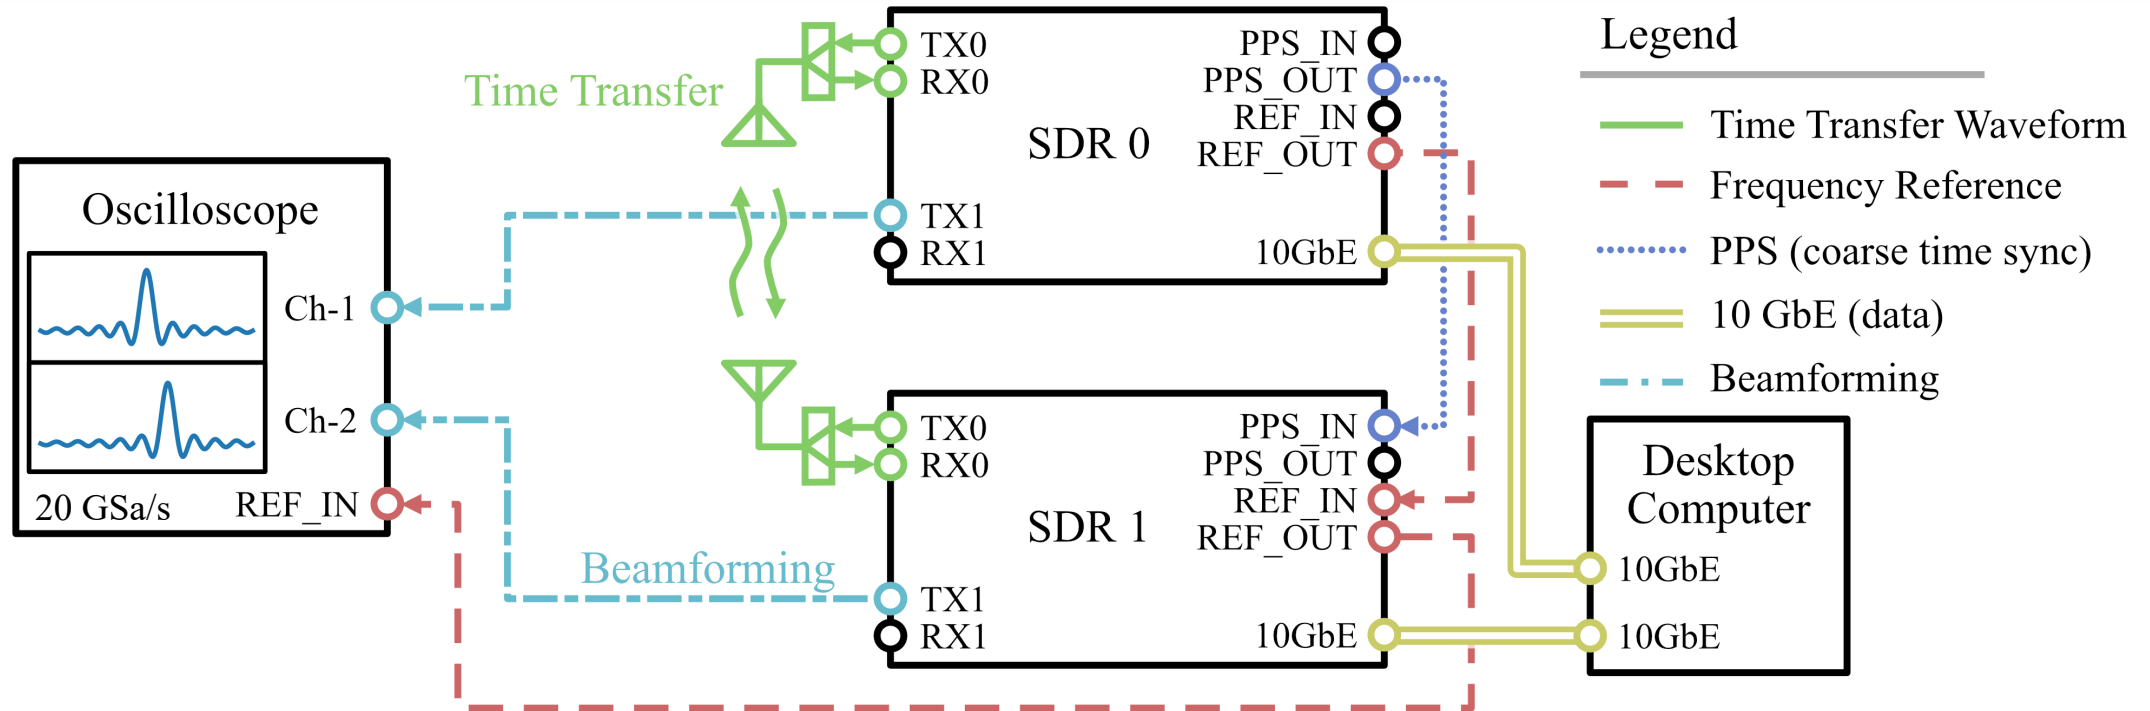 Time Transfer
Oscilloscope
Ch-1
Ch-2
20 GSa/s
REF_IN
Beamforming
TX0
RX0
SDR 0
TX1
RX1
PPS_IN
PPS_OUT
REF_IN
REF_OUT
10GbE
TX0
RX0
SDR 1
TX1
RX1
PPS_IN
PPS_OUT
REF_IN
REF_OUT
10GbE
Legend
Time Transfer Waveform
Frequency Reference
PPS (coarse time sync)
10 GbE (data)
Beamforming
Desktop
Computer
10GbE
10GbE